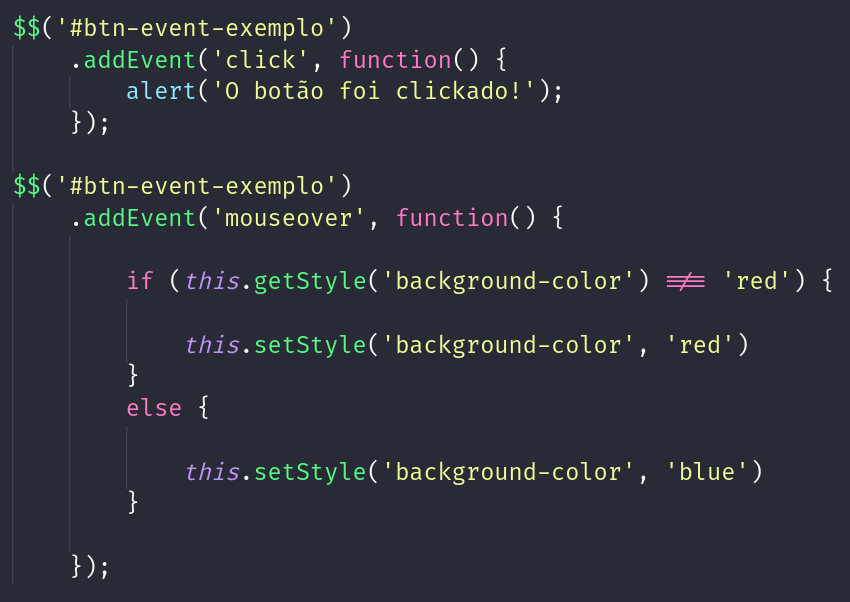 $$('#btn-event-exemplo')
    .addEvent('click', function() {
        alert('O botão foi clickado!');
    });

$$('#btn-event-exemplo')
    .addEvent('mouseover', function() {

        if (this.getStyle('background-color') !== 'red') {

            this.setStyle('background-color', 'red')
        }
        else {

            this.setStyle('background-color', 'blue')
        }

    });